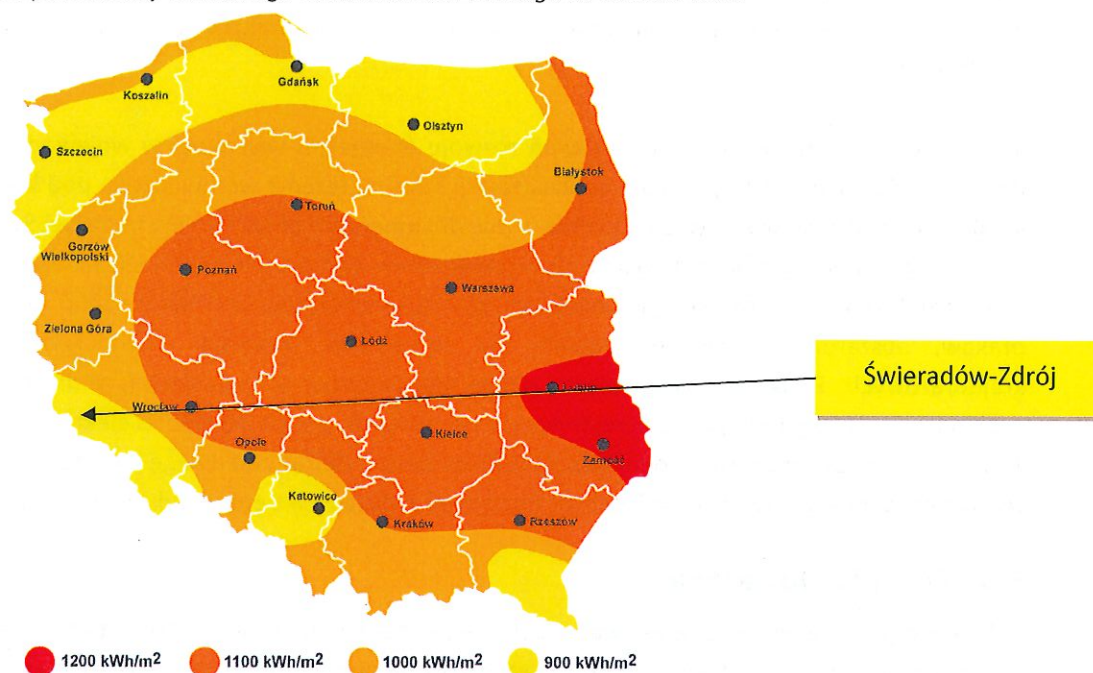 Koszalin
Gdańsk
Olsztyn
Szczecin
Białystok
Toruń
Gorzów
Wielkopolski
Poznań
Warszawa
Zielona Góra
Łódź
Świeradów-Zdrój
Wrocław
Kielce
Opole
Zamość
Katowice
Kraków
Rzeszów
1200 kWh/m²
1100 kWh/m²
1000 kWh/m²
900 kWh/m²